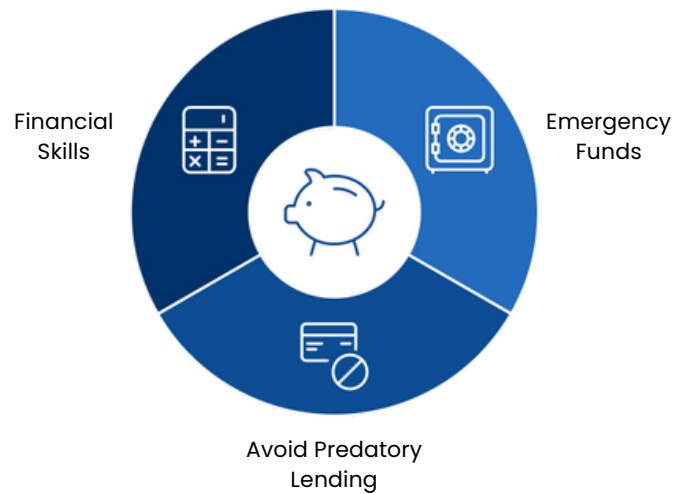 Financial
Skills
Emergency
Funds
Avoid Predatory
Lending